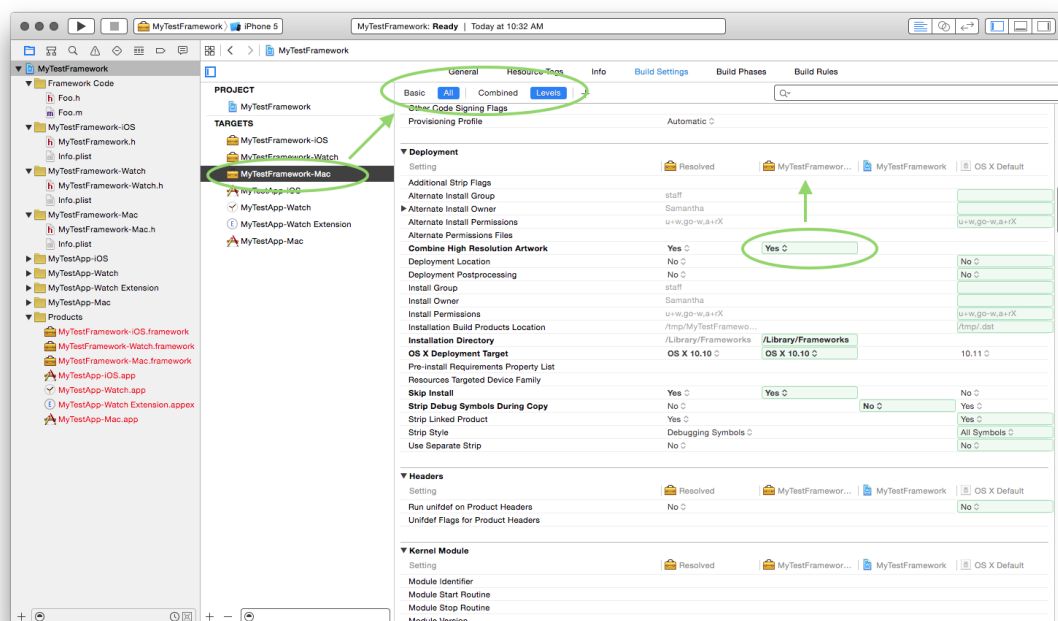 MyTestFramework iPhone 5 MyTestFramework: Ready | Today at 10:32 AM
MyTestFramework
MyTestFramework
Framework Code
Foo.h
Foo.m
MyTestFramework-iOS
MyTestFramework.h
Info.plist
MyTestFramework-Watch
MyTestFramework-Watch.h
Info.plist
MyTestFramework-Mac
MyTestFramework-Mac.h
Info.plist
MyTestApp-iOS
MyTestApp-Watch
MyTestApp-Watch Extension
MyTestApp-Mac
Products
MyTestFramework-iOS.framework
MyTestFramework-Watch.framework
MyTestFramework-Mac.framework
MyTestApp-iOS.app
MyTestApp-Watch.app
MyTestApp-Watch Extension.appex
MyTestApp-Mac.app
PROJECT
MyTestFramework
TARGETS
MyTestFramework-iOS
MyTestFramework-Watch
MyTestFramework-Mac
MyTestApp-iOS
MyTestApp-Watch
MyTestApp-Watch Extension
MyTestApp-Mac
General Resource Tags Info Build Settings Build Phases Build Rules
Basic All Combined Levels +
Other Code Signing Flags
Provisioning Profile Automatic
Deployment
Setting Resolved MyTestFramewor... MyTestFramework OS X Default
Additional Strip Flags
Alternate Install Group staff
Alternate Install Owner Samantha
Alternate Install Permissions u+w,go-w,a+rX u+w,go-w,a+rX
Alternate Permissions Files
Combine High Resolution Artwork Yes Yes
Deployment Location No No
Deployment Postprocessing No No
Install Group staff
Install Owner Samantha
Install Permissions u+w,go-w,a+rX u+w,go-w,a+rX
Installation Build Products Location /tmp/MyTestFramewo... /tmp/.dst
Installation Directory /Library/Frameworks /Library/Frameworks
OS X Deployment Target OS X 10.10 OS X 10.10 10.11
Pre-install Requirements Property List
Resources Targeted Device Family
Skip Install Yes Yes No
Strip Debug Symbols During Copy No No Yes
Strip Linked Product Yes Yes
Strip Style Debugging Symbols All Symbols
Use Separate Strip No No
Headers
Setting Resolved MyTestFramewor... MyTestFramework OS X Default
Run unifdef on Product Headers No No
Unifdef Flags for Product Headers
Kernel Module
Setting Resolved MyTestFramewor... MyTestFramework OS X Default
Module Identifier
Module Start Routine
Module Stop Routine
Module Version